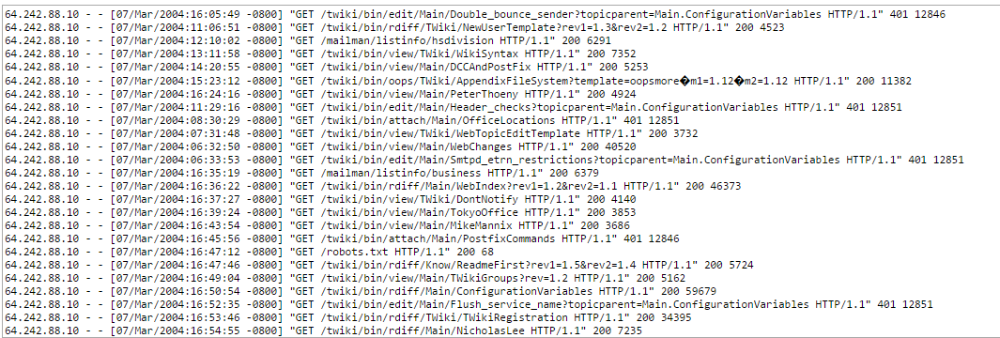 64.242.88.10 - - [07/Mar/2004:16:05:49 -0800] "GET /twiki/bin/edit/Main/Double_bounce_sender?topicparent=Main.ConfigurationVariables HTTP/1.1" 401 12846
64.242.88.10 - - [07/Mar/2004:11:06:51 -0800] "GET /twiki/bin/rdiff/TWiki/NewUserTemplate?rev1=1.3&rev2=1.2 HTTP/1.1" 200 4523
64.242.88.10 - - [07/Mar/2004:12:10:02 -0800] "GET /mailman/listinfo/hsdivision HTTP/1.1" 200 6291
64.242.88.10 - - [07/Mar/2004:13:11:58 -0800] "GET /twiki/bin/view/TWiki/WikiSyntax HTTP/1.1" 200 7352
64.242.88.10 - - [07/Mar/2004:14:20:55 -0800] "GET /twiki/bin/view/Main/DCCAndPostFix HTTP/1.1" 200 5253
64.242.88.10 - - [07/Mar/2004:15:23:12 -0800] "GET /twiki/bin/oops/TWiki/AppendixFileSystem?template=oopsmore�m1=1.12�m2=1.12 HTTP/1.1" 200 11382
64.242.88.10 - - [07/Mar/2004:16:24:16 -0800] "GET /twiki/bin/view/Main/PeterThoeny HTTP/1.1" 200 4924
64.242.88.10 - - [07/Mar/2004:11:29:16 -0800] "GET /twiki/bin/edit/Main/Header_checks?topicparent=Main.ConfigurationVariables HTTP/1.1" 401 12851
64.242.88.10 - - [07/Mar/2004:08:30:29 -0800] "GET /twiki/bin/attach/Main/OfficeLocations HTTP/1.1" 401 12851
64.242.88.10 - - [07/Mar/2004:07:31:48 -0800] "GET /twiki/bin/view/TWiki/WebTopicEditTemplate HTTP/1.1" 200 3732
64.242.88.10 - - [07/Mar/2004:06:32:50 -0800] "GET /twiki/bin/view/Main/WebChanges HTTP/1.1" 200 40520
64.242.88.10 - - [07/Mar/2004:06:33:53 -0800] "GET /twiki/bin/edit/Main/Smtpd_etrn_restrictions?topicparent=Main.ConfigurationVariables HTTP/1.1" 401 12851
64.242.88.10 - - [07/Mar/2004:16:35:19 -0800] "GET /mailman/listinfo/business HTTP/1.1" 200 6379
64.242.88.10 - - [07/Mar/2004:16:36:22 -0800] "GET /twiki/bin/rdiff/Main/WebIndex?rev1=1.2&rev2=1.1 HTTP/1.1" 200 46373
64.242.88.10 - - [07/Mar/2004:16:37:27 -0800] "GET /twiki/bin/view/TWiki/DontNotify HTTP/1.1" 200 4140
64.242.88.10 - - [07/Mar/2004:16:39:24 -0800] "GET /twiki/bin/view/Main/TokyoOffice HTTP/1.1" 200 3853
64.242.88.10 - - [07/Mar/2004:16:43:54 -0800] "GET /twiki/bin/view/Main/MikeMannix HTTP/1.1" 200 3686
64.242.88.10 - - [07/Mar/2004:16:45:56 -0800] "GET /twiki/bin/attach/Main/PostfixCommands HTTP/1.1" 401 12846
64.242.88.10 - - [07/Mar/2004:16:47:12 -0800] "GET /robots.txt HTTP/1.1" 200 68
64.242.88.10 - - [07/Mar/2004:16:47:46 -0800] "GET /twiki/bin/rdiff/Know/ReadmeFirst?rev1=1.5&rev2=1.4 HTTP/1.1" 200 5724
64.242.88.10 - - [07/Mar/2004:16:49:04 -0800] "GET /twiki/bin/view/Main/TWikiGroups?rev=1.2 HTTP/1.1" 200 5162
64.242.88.10 - - [07/Mar/2004:16:50:54 -0800] "GET /twiki/bin/rdiff/Main/ConfigurationVariables HTTP/1.1" 200 59679
64.242.88.10 - - [07/Mar/2004:16:52:35 -0800] "GET /twiki/bin/edit/Main/Flush_service_name?topicparent=Main.ConfigurationVariables HTTP/1.1" 401 12851
64.242.88.10 - - [07/Mar/2004:16:53:46 -0800] "GET /twiki/bin/rdiff/TWiki/TWikiRegistration HTTP/1.1" 200 34395
64.242.88.10 - - [07/Mar/2004:16:54:55 -0800] "GET /twiki/bin/rdiff/Main/NicholasLee HTTP/1.1" 200 7235